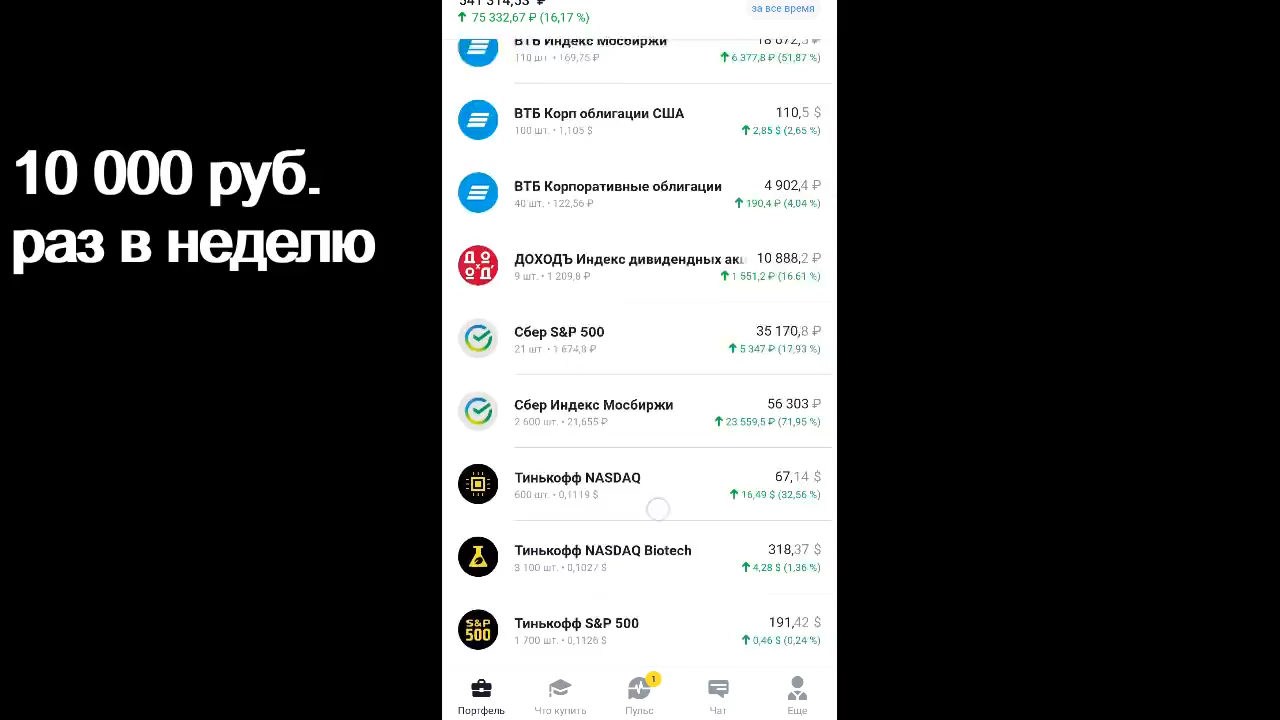 10 000 руб.
раз в неделю
541 314,53 ₽
75 332,67 ₽ (16,17 %)
за все время
ВТБ Индекс Мосбиржи
110 шт. • 169,75 ₽
6 377,8 ₽ (51,87 %)
ВТБ Корп облигации США
110,5 $
100 шт. • 1,105 $
2,85 $ (2,65 %)
ВТБ Корпоративные облигации
4 902,4 ₽
40 шт. • 122,56 ₽
190,4 ₽ (4,04 %)
ДОХОДЪ Индекс дивидендных
10 888,2 ₽
9 шт. • 1 209,8 ₽
1 551,2 ₽ (16.61 %)
Сбер S&P 500
35 170,8 ₽
21 шт. • 1 674,8 ₽
5 347 ₽ (17,93 %)
Сбер Индекс Мосбиржи
56 303 ₽
2 600 шт. • 21,655 ₽
23 559,5 ₽ (71,95 %)
Тинькофф NASDAQ
67,14 $
600 шт. • 0,1119 $
16,49 $ (32,56 %)
Тинькофф NASDAQ Biotech
318,37 $
3 100 шт. • 0,1027 $
4,28 $ (1,36 %)
S&P
500
Тинькофф S&P 500
191,42 $
1 700 шт. • 0,1126 $
0,46 $ (0,24 %)
1
Портфель
Что купить
Пульс
Чат
Еще